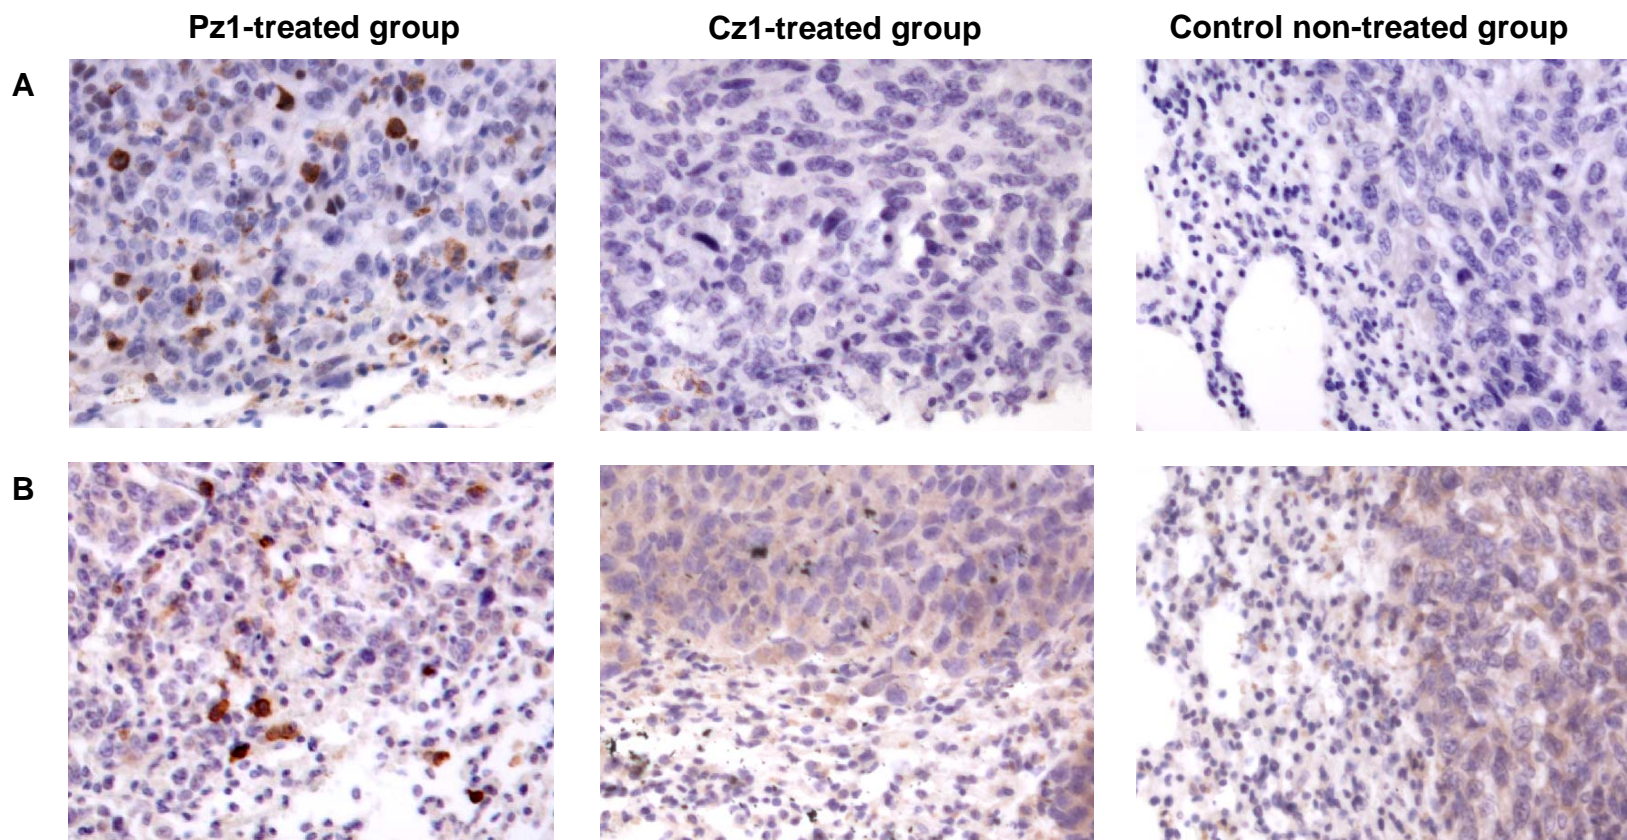 Pz1-treated group
Cz1-treated group
Control non-treated group
A
B